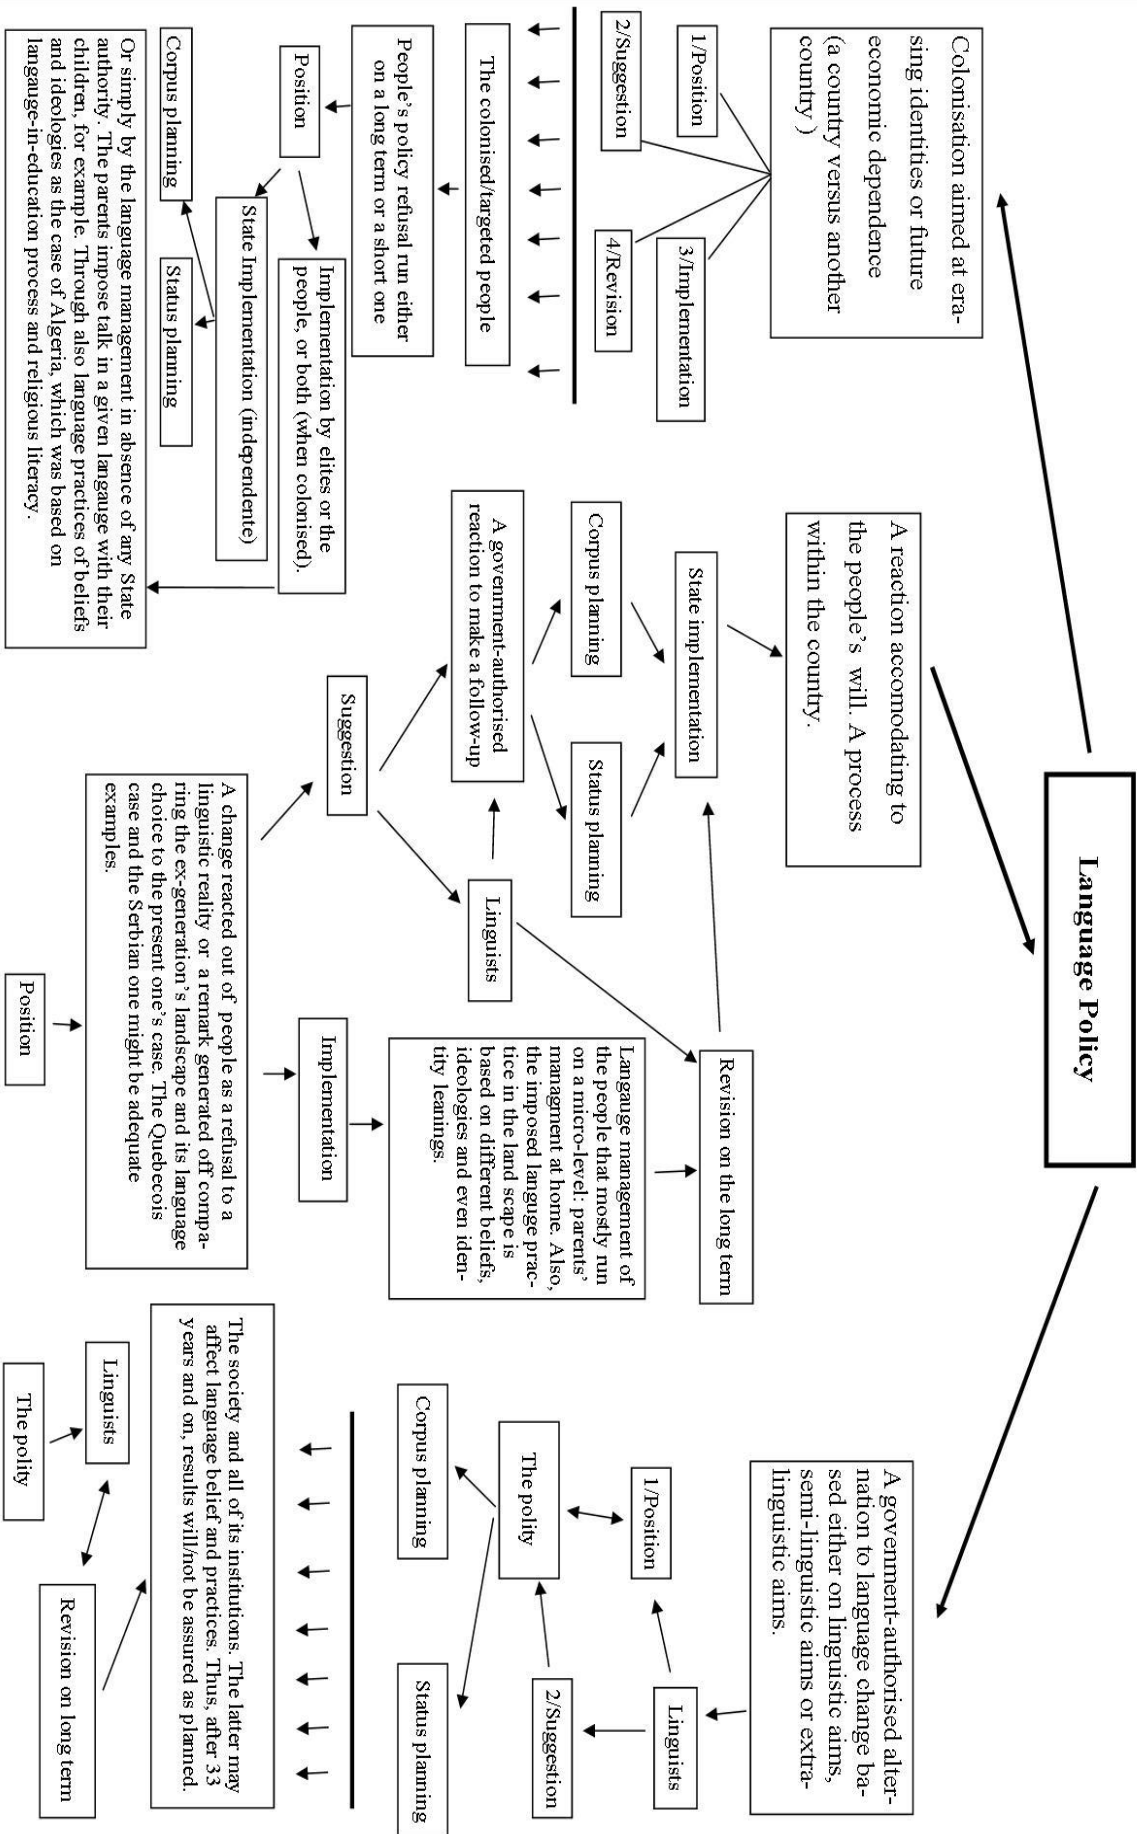 Language Policy
Colonisation aimed at era-
sing identities or future
economic dependence
(a country versus another
country )
1/Position
2/Suggestion
3/Implementation
4/Revision
The colonised/targeted people
People's policy refusal run either
on a long term or a short one
Position
Implementation by elites or the
people, or both (when colonised).
State Implementation (independente)
Corpus planning
Status planning
Or simply by the language management in absence of any State
authority. The parents impose talk in a given langauge with their
children, for example. Through also language practices of beliefs
and ideologies as the case of Algeria, which was based on
langauge-in-education process and religious literacy.
A reaction accomodating to
the people's will. A process
within the country.
State implementation
Corpus planning
Status planning
A govenrment-authorised
reaction to make a follow-up
Linguists
Suggestion
Revision on the long term
Langauge management of
the people that mostly run
on a micro-level: parents'
managment at home. Also,
the imposed languge prac-
tice in the land scape is
based on different beliefs,
ideologies and even iden-
tity leanings.
Implementation
A change reacted out of people as a refusal to a
linguistic reality or a remark generated off compa-
ring the ex-generation's landscape and its language
choice to the present one's case. The Quebecois
case and the Serbian one might be adequate
examples.
Position
A govenment-authorised alter-
nation to language change ba-
sed either on linguistic aims,
semi-linguistic aims or extra-
linguistic aims.
Linguists
1/Position
2/Suggestion
The polity
Corpus planning
Status planning
The society and all of its institutions. The latter may
affect language belief and practices. Thus, after 33
years and on, results will/not be assured as planned.
Linguists
Revision on long term
The polity